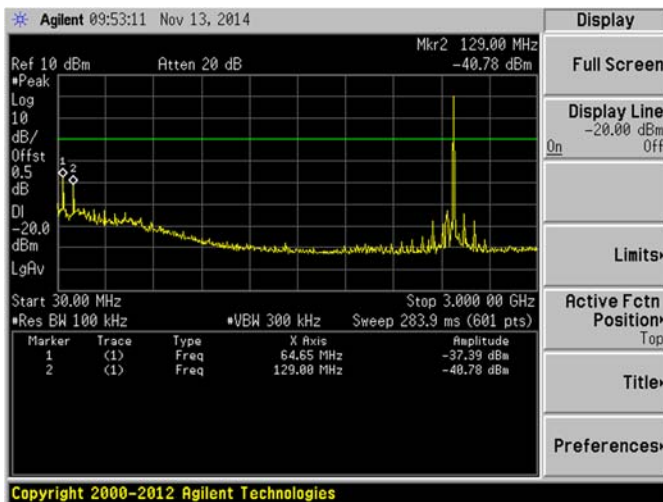 Agilent 09:53:11 Nov 13, 2014
Mkr2 129.00 MHz
Ref 10 dBm Atten 20 dB -40.78 dBm
#Peak
Log
10
dB/
Offst
0.5
dB
DI
-20.0
dBm
LgAv
1
2
Start 30.00 MHz Stop 3.000 00 GHz
#Res BW 100 kHz #VBW 300 kHz Sweep 283.9 ms (601 pts)
Marker Trace Type X Axis Amplitude
1 (1) Freq 64.65 MHz -37.39 dBm
2 (1) Freq 129.00 MHz -40.78 dBm
Copyright 2000-2012 Agilent Technologies
Display
Full Screen
Display Line
-20.00 dBm
On Off
Limits
Active Fctn
Position
Top
Title
Preferences